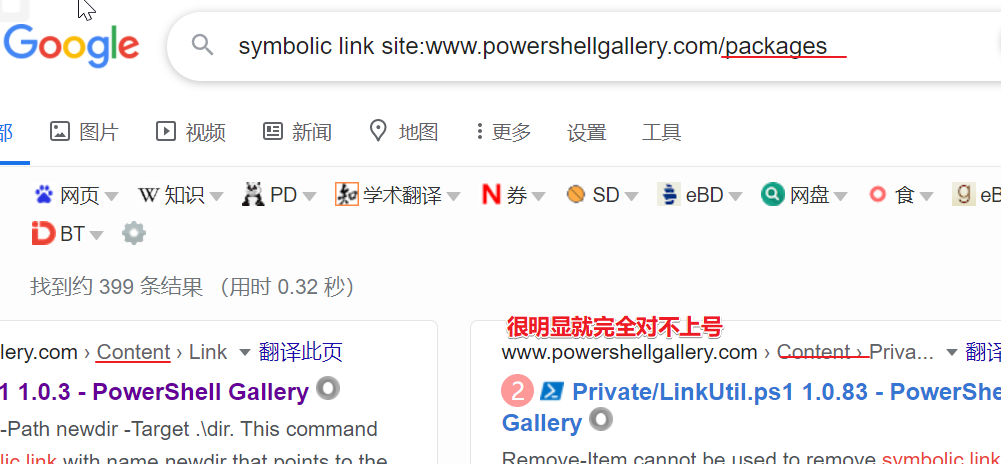 Google
symbolic link site:www.powershellgallery.com/packages
部 图片 视频 新闻 地图 更多 设置 工具
网页 W 知识 PD 知 学术翻译 N 券 SD eBD 网盘 食 g eB
BT
找到约 399 条结果 （用时 0.32 秒）
很明显就完全对不上号
lery.com › Content › Link 翻译此页
www.powershellgallery.com › Content › Priva... 翻译
1 1.0.3 - PowerShell Gallery
2 Private/LinkUtil.ps1 1.0.83 - PowerShe
Gallery
-Path newdir -Target .\dir. This command
lic link with name newdir that points to the
Remove-Item cannot be used to remove symbolic link